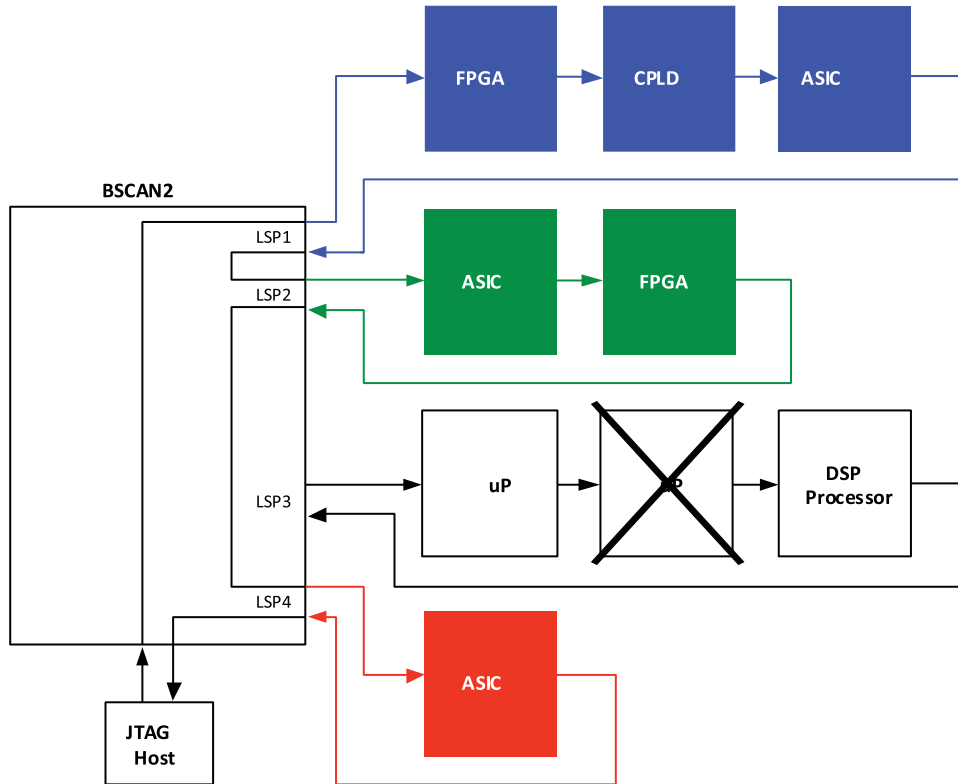 FPGA
CPLD
ASIC
BSCAN2
LSP1
ASIC
FPGA
LSP2
uP
DSP
Processor
LSP3
LSP4
ASIC
JTAG
Host